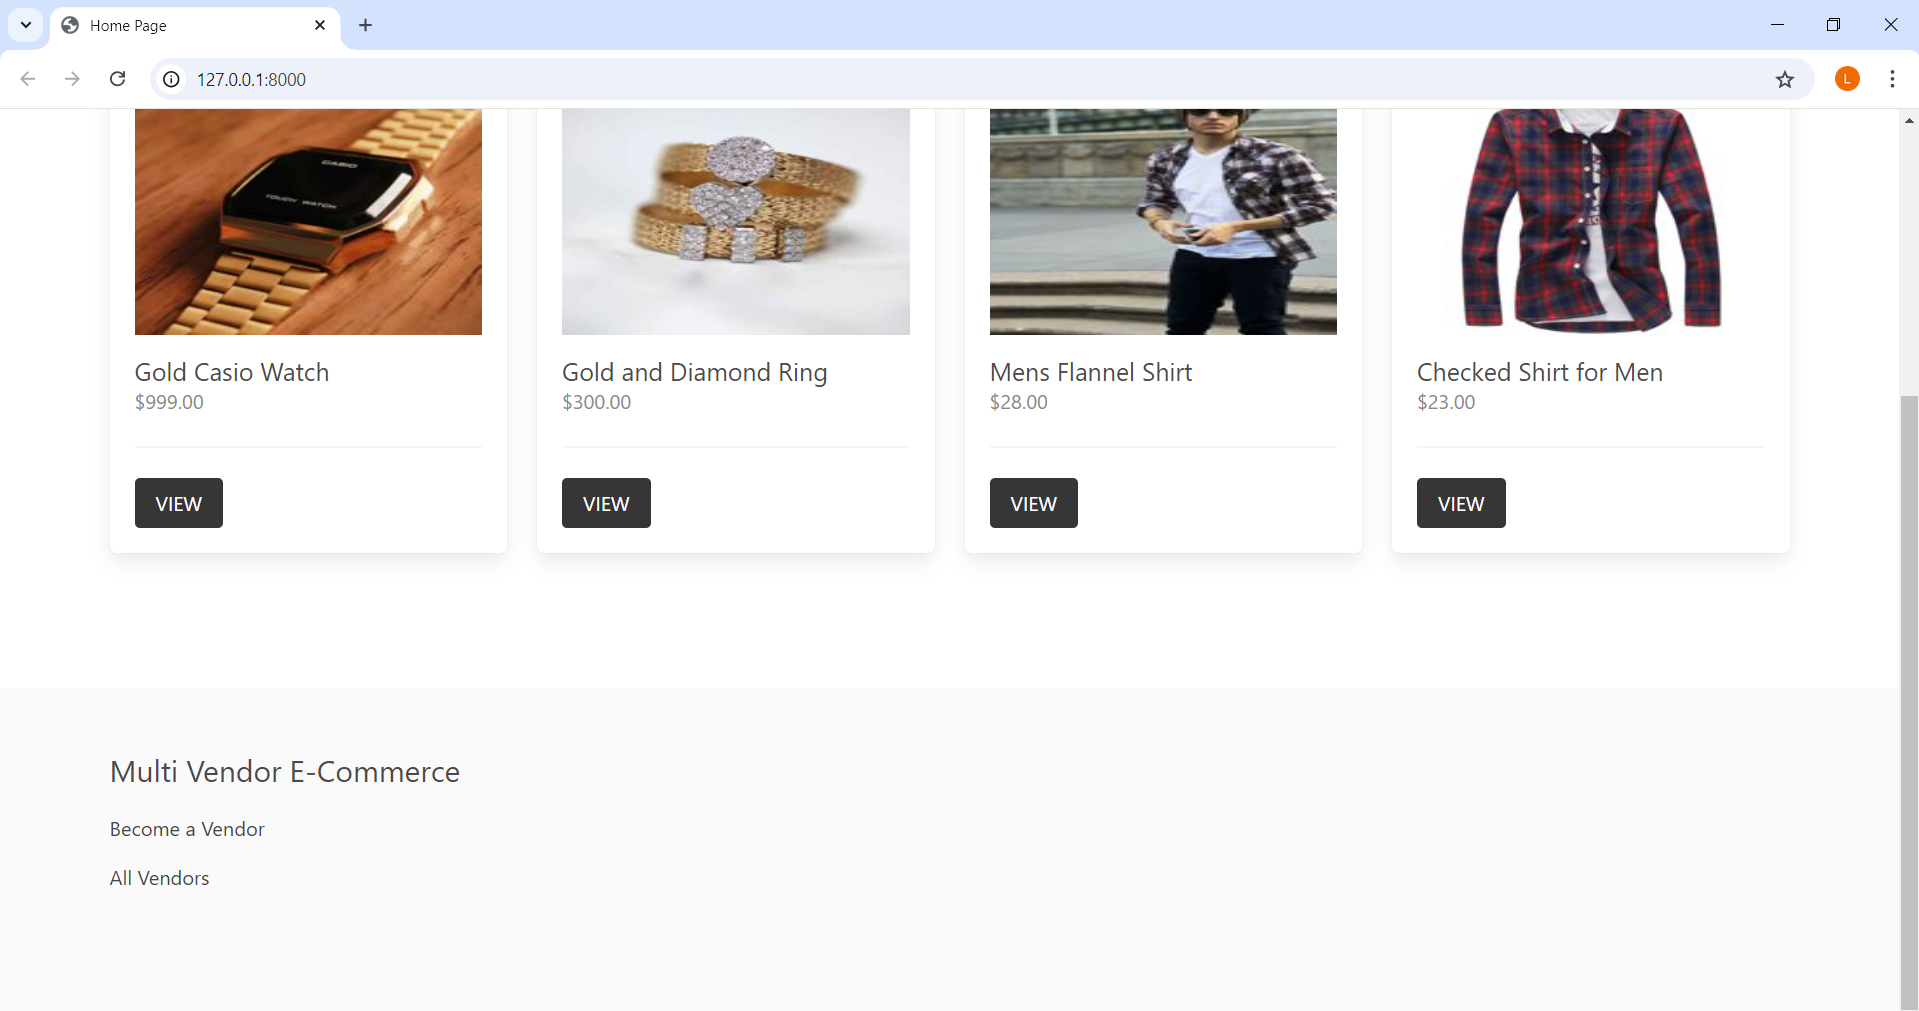 Home Page
127.0.0.1:8000
L
CASIO
TOUCH WATCH
Gold Casio Watch
$999.00
VIEW
Gold and Diamond Ring
$300.00
VIEW
Mens Flannel Shirt
$28.00
VIEW
Checked Shirt for Men
$23.00
VIEW
Multi Vendor E-Commerce
Become a Vendor
All Vendors